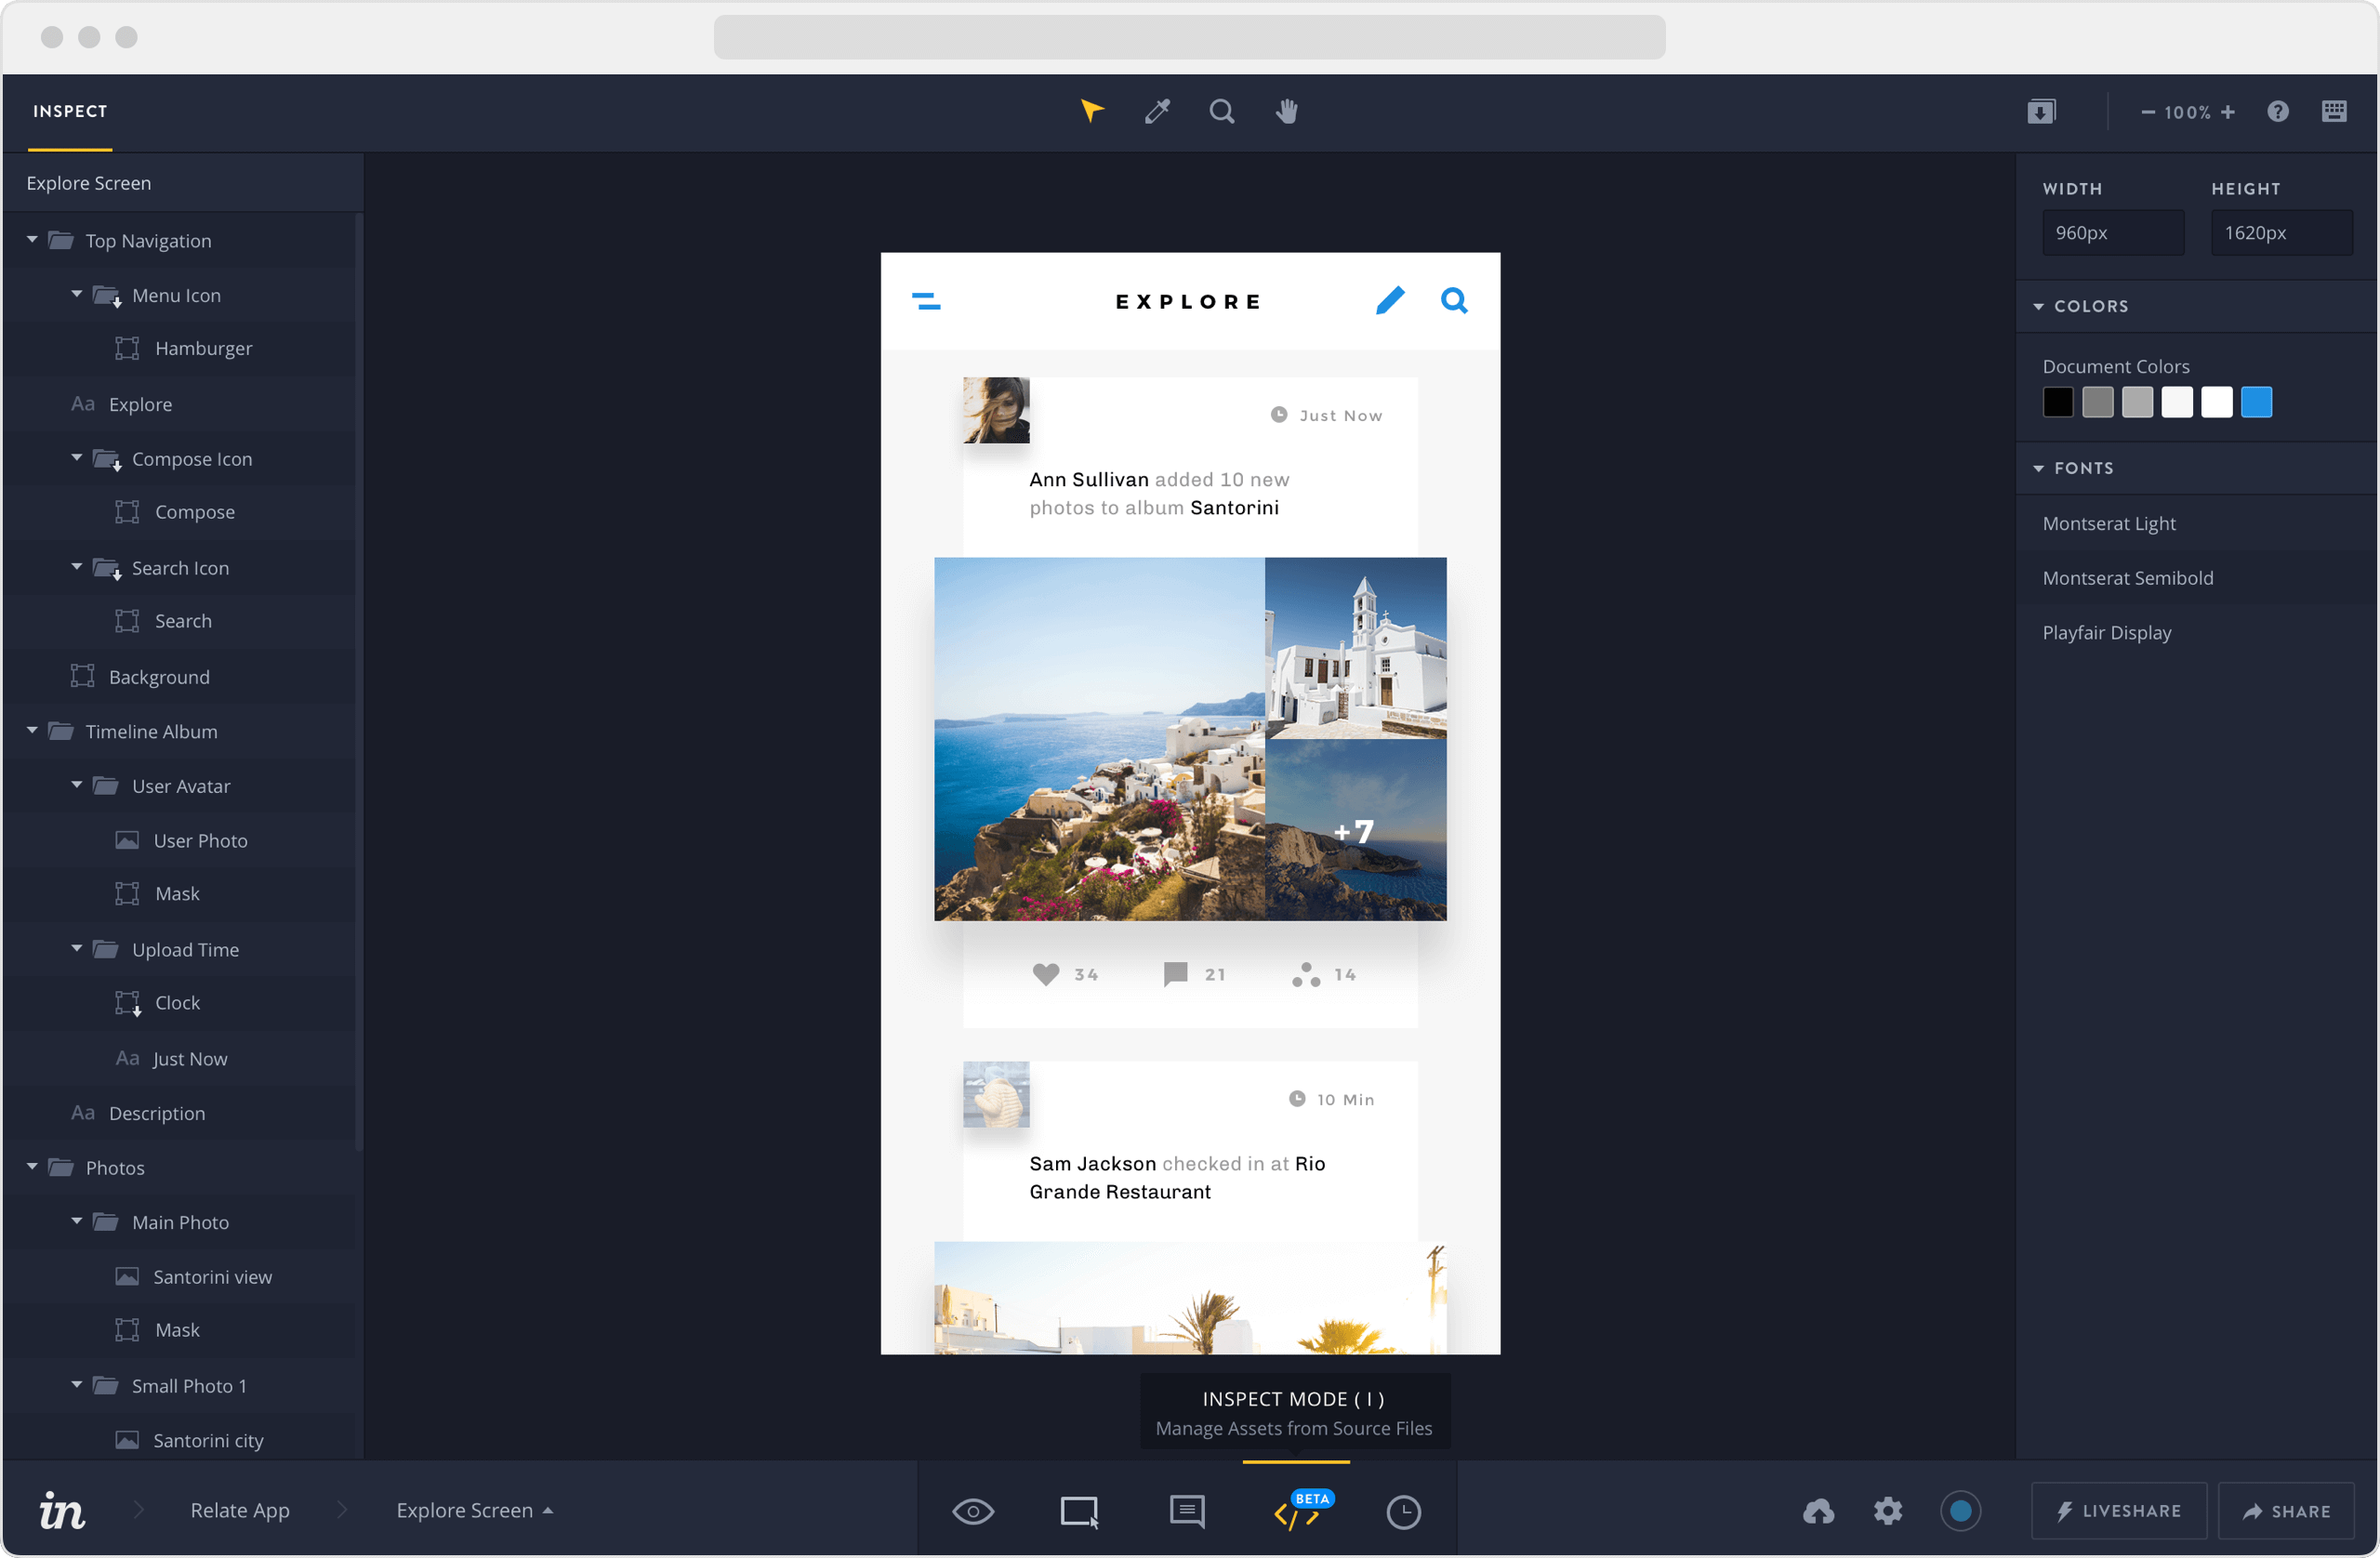 INSPECT
100%
Explore Screen
Top Navigation
Menu Icon
Hamburger
Aa Explore
Compose Icon
Compose
Search Icon
Search
Background
Timeline Album
User Avatar
User Photo
Mask
Upload Time
Clock
Aa Just Now
Aa Description
Photos
Main Photo
Santorini view
Mask
Small Photo 1
Santorini city
EXPLORE
Just Now
Ann Sullivan added 10 new
photos to album Santorini
+7
34 21 14
10 Min
Sam Jackson checked in at Rio
Grande Restaurant
INSPECT MODE ( I )
Manage Assets from Source Files
WIDTH HEIGHT
960px 1620px
COLORS
Document Colors
FONTS
Montserat Light
Montserat Semibold
Playfair Display
in Relate App Explore Screen
BETA
LIVESHARE SHARE